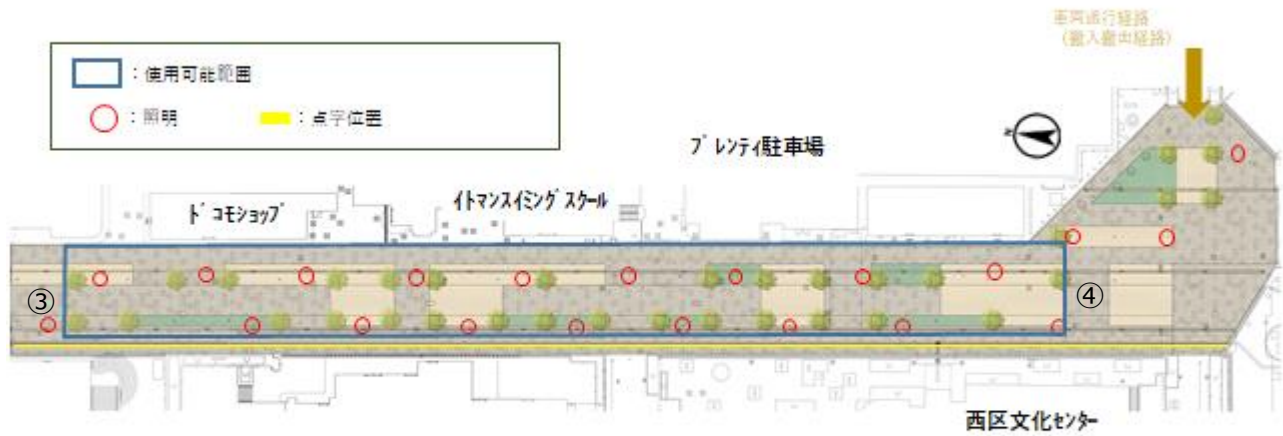 車両通行経路
(搬入搬出経路)
：使用可能範囲
：照明
：点字位置
プレンティ駐車場
ドコモショップ
イトマンスイミングスクール
③
④
西区文化センター